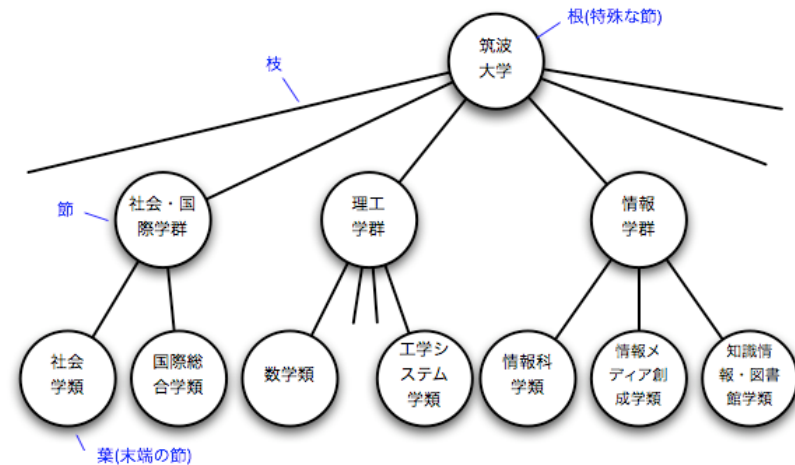 根(特殊な節)
筑波
大学
枝
節
社会・国
際学群
理工
学群
情報
学群
社会
学類
国際総
合学類
数学類
工学シ
ステム
学類
情報科
学類
情報メ
ディア創
成学類
知識情
報・図書
館学類
葉(末端の節)